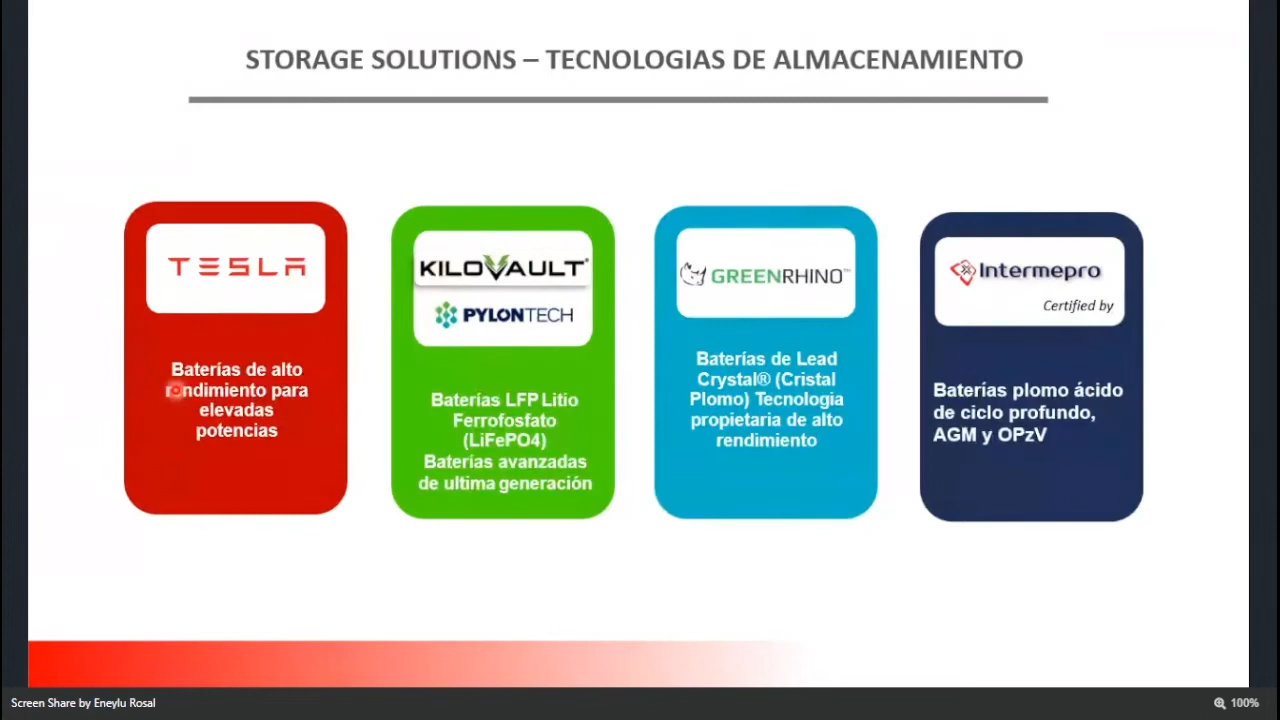 STORAGE SOLUTIONS – TECNOLOGIAS DE ALMACENAMIENTO
TESLA
Baterías de alto
rendimiento para
elevadas
potencias
KILOVAULT®
PYLONTECH
Baterías LFP Litio
Ferrofosfato
(LiFePO4)
Baterías avanzadas
de ultima generación
GREENRHINO™
Baterías de Lead
Crystal® (Cristal
Plomo) Tecnologia
propietaria de alto
rendimiento
Intermepro
Certified by
Baterías plomo ácido
de ciclo profundo,
AGM y OPzV
Screen Share by Eneylu Rosal
100%